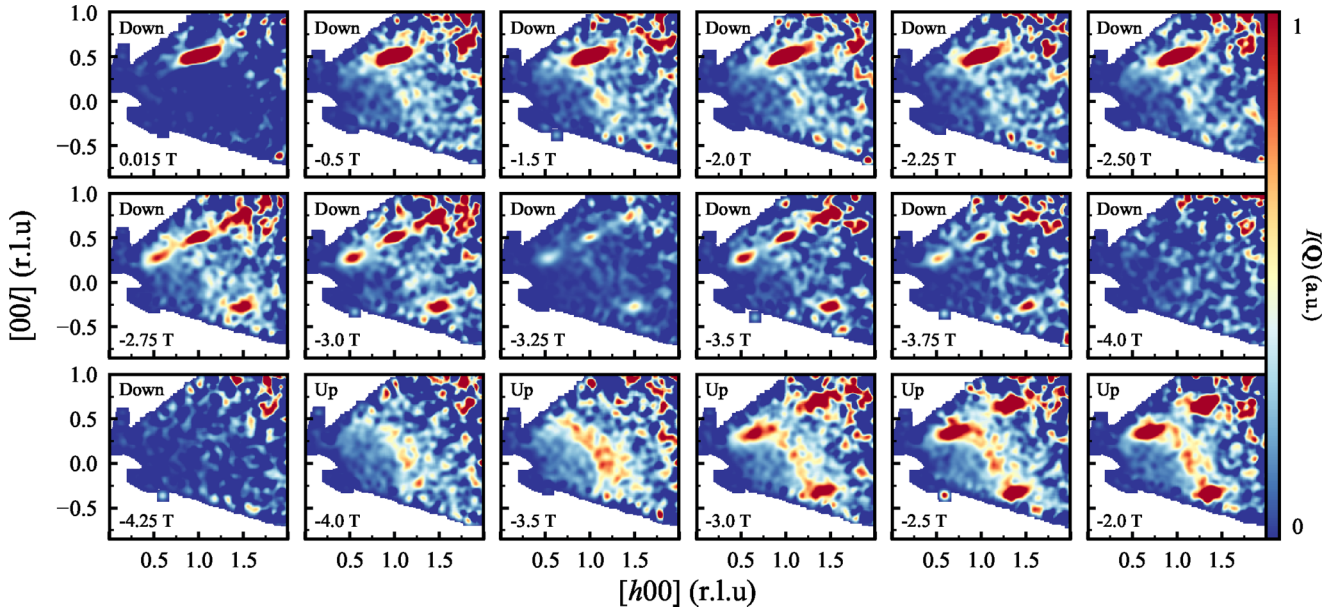 Down Down Down Down Down Down
1.0
0.5
0.0
−0.5
0.015 T -0.5 T -1.5 T -2.0 T -2.25 T -2.50 T
Down Down Down Down Down Down
1.0
0.5
0.0
−0.5
-2.75 T -3.0 T -3.25 T -3.5 T -3.75 T -4.0 T
Down Up Up Up Up Up
1.0
0.5
0.0
−0.5
-4.25 T -4.0 T -3.5 T -3.0 T -2.5 T -2.0 T
0.5 1.0 1.5 0.5 1.0 1.5 0.5 1.0 1.5 0.5 1.0 1.5 0.5 1.0 1.5 0.5 1.0 1.5
[h00] (r.l.u)
[00l] (r.l.u)
1
I(Q) (a.u.)
0